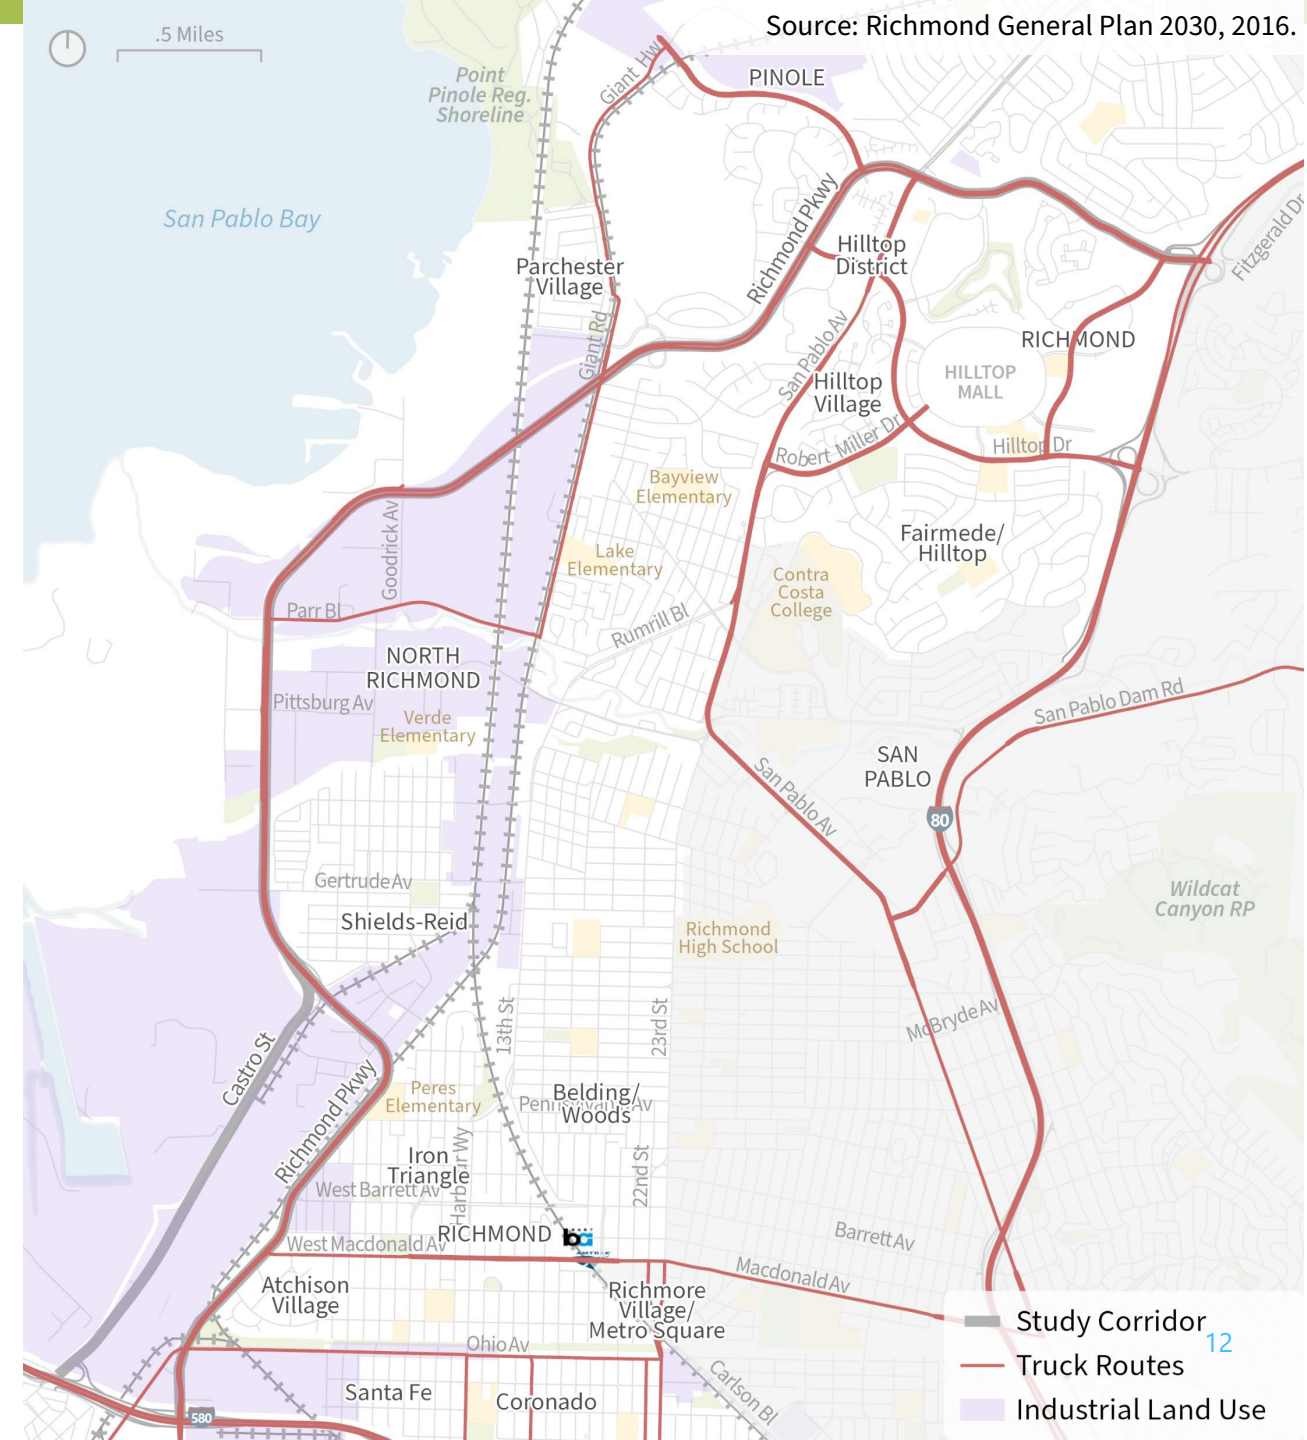 Source: Richmond General Plan 2030, 2016.
.5 Miles
Point
Pinole Reg.
Shoreline
Giant Hw
PINOLE
San Pablo Bay
Richmond Pkwy
Hilltop
District
Fitzgerald Dr
Parchester
Village
Giant Rd
San Pablo Av
RICHMOND
HILLTOP
MALL
Hilltop
Village
Robert Miller Dr
Hilltop Dr
Bayview
Elementary
Goodrick Av
Fairmede/
Hilltop
Lake
Elementary
Contra
Costa
College
Parr Bl
Rumrill Bl
NORTH
RICHMOND
Pittsburg Av
Verde
Elementary
San Pablo Dam Rd
SAN
PABLO
San Pablo Av
80
Gertrude Av
Shields-Reid
Wildcat
Canyon RP
Richmond
High School
13th St
23rd St
McBryde Av
Castro St
Richmond Pkwy
Peres
Elementary
Belding/
Woods
Pennsylvania Av
Iron
Triangle
Harbour Wy
22nd St
West Barrett Av
RICHMOND
ba
AMTRAK
West Macdonald Av
Barrett Av
Macdonald Av
Atchison
Village
Richmore
Village/
Metro Square
Ohio Av
Carlson Bl
Santa Fe
Coronado
580
Study Corridor
12
Truck Routes
Industrial Land Use